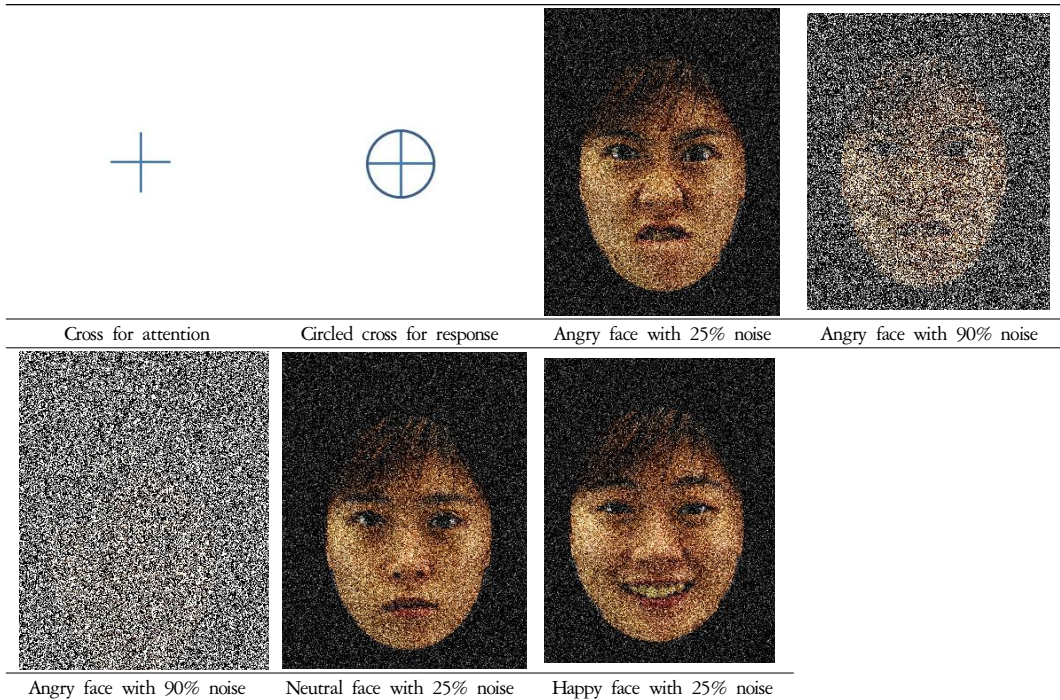 Cross for attention
Circled cross for response
Angry face with 25% noise
Angry face with 90% noise
Angry face with 90% noise
Neutral face with 25% noise
Happy face with 25% noise